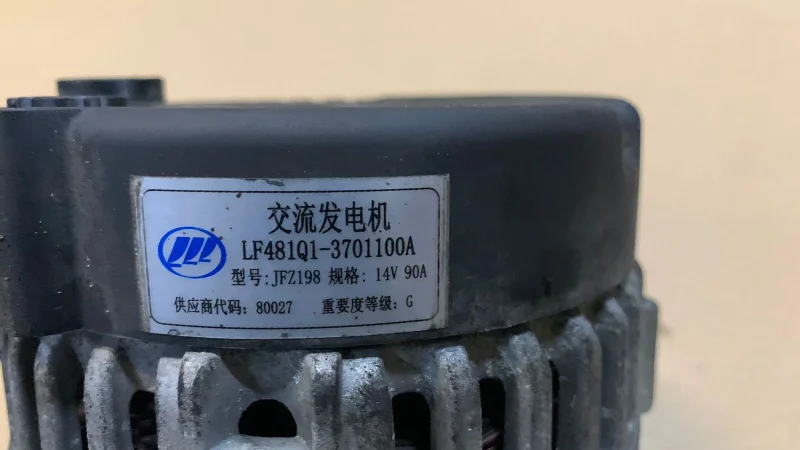 交流发电机
LF481Q1-3701100A
型号:JFZ198 规格: 14V 90A
供应商代码: 80027 重要度等级: G